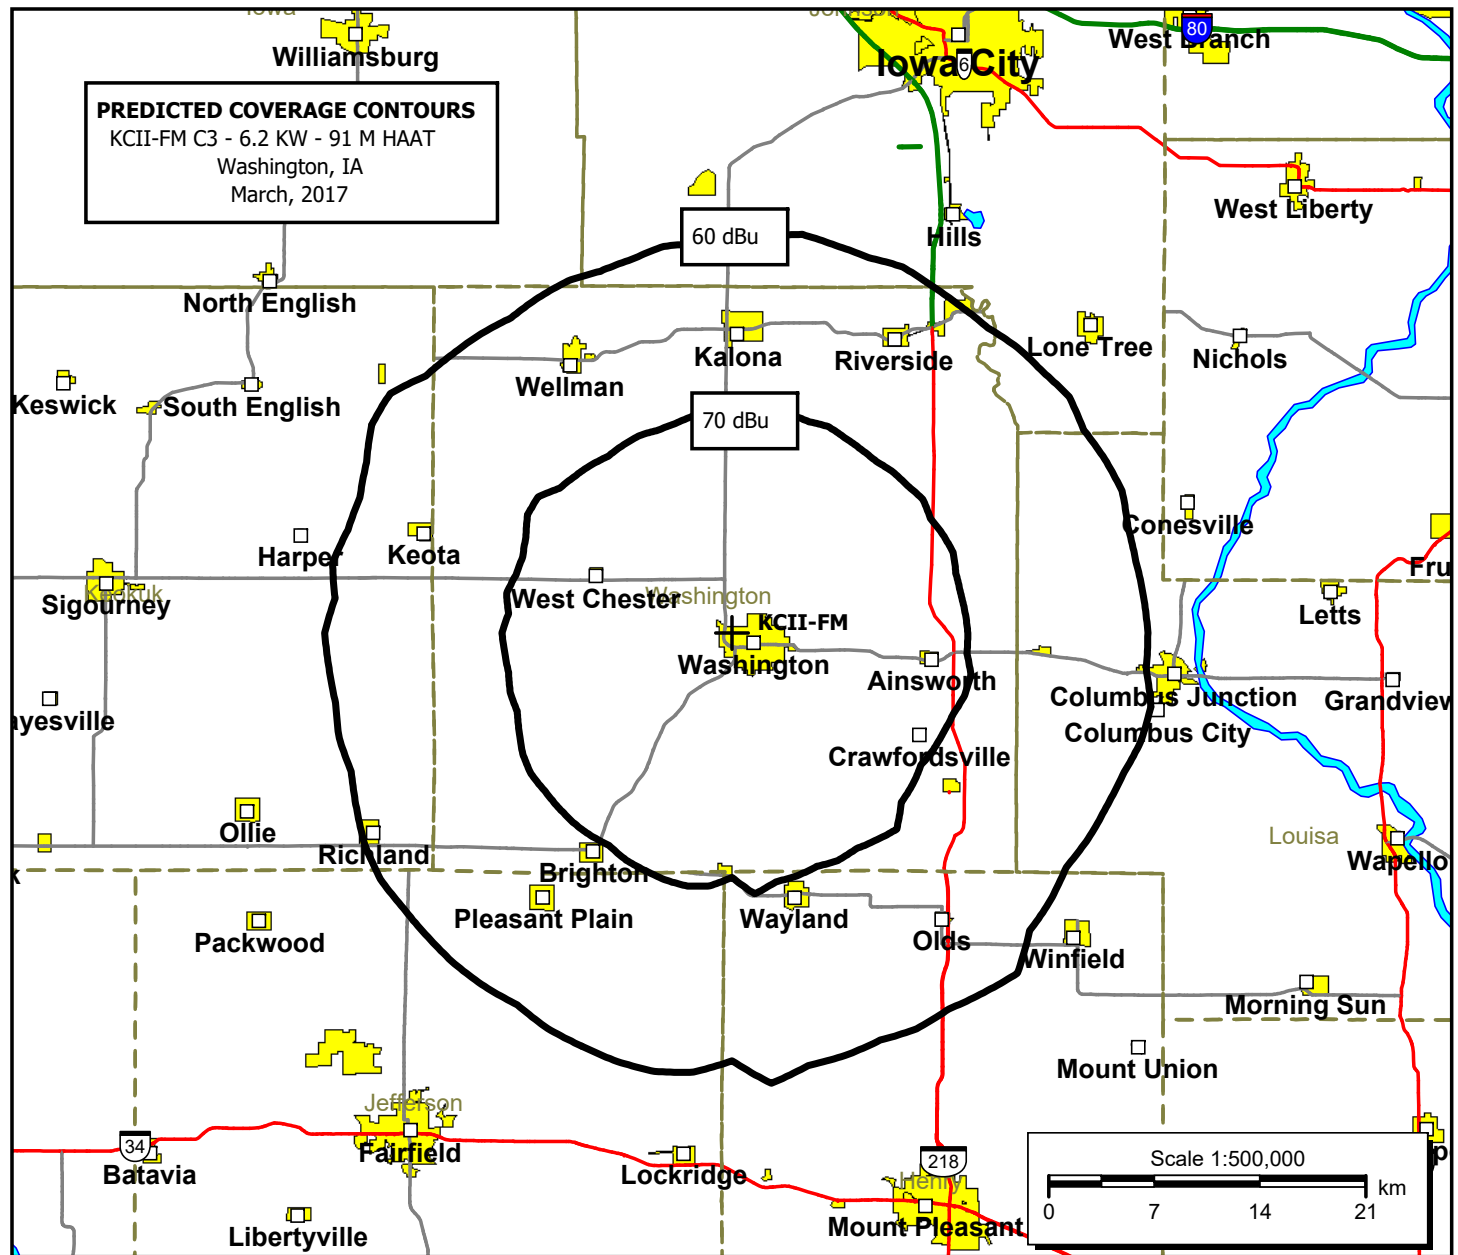 Iowa
Williamsburg
Iowa City
6
West Branch
80
PREDICTED COVERAGE CONTOURS
KCII-FM C3 - 6.2 KW - 91 M HAAT
Washington, IA
March, 2017
West Liberty
60 dBu
Hills
North English
Kalona
Riverside
Lone Tree
Nichols
Wellman
Keswick
South English
70 dBu
Conesville
Harper
Keota
Fru
Sigourney
Keokuk
West Chester
Washington
Letts
KCII-FM
Washington
Ainsworth
Columbus Junction
Grandview
ayesville
Columbus City
Crawfordsville
Ollie
Richland
Louisa
Wapello
Brighton
k
Pleasant Plain
Wayland
Packwood
Olds
Winfield
Morning Sun
Mount Union
Jefferson
Fairfield
34
Batavia
Lockridge
218
Henry
Mount Pleasant
Libertyville
Scale 1:500,000
km
0 7 14 21
p